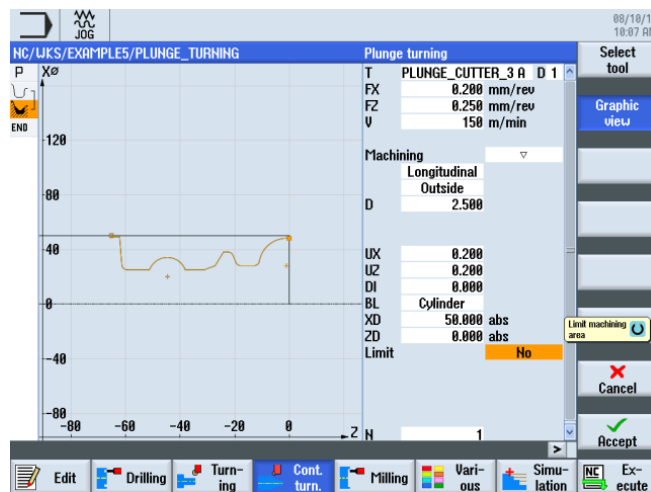 JOG
08/10/1
10:07 AM
NC/WKS/EXAMPLE5/PLUNGE_TURNING
Plunge turning
Select tool
P
END
XØ
120
80
40
0
-40
-80
-80 -60 -40 -20 0 Z
T PLUNGE_CUTTER_3 A D 1
FX 0.200 mm/rev
FZ 0.250 mm/rev
V 150 m/min
Machining ▽
Longitudinal
Outside
D 2.500
UX 0.200
UZ 0.200
DI 0.000
BL Cylinder
XD 50.000 abs
ZD 0.000 abs
Limit No
N 1
Graphic view
Limit machining area
Cancel
Accept
>
Edit
Drilling
Turn-
ing
Cont.
turn.
Milling
Vari-
ous
Simu-
lation
NC
Ex-
ecute